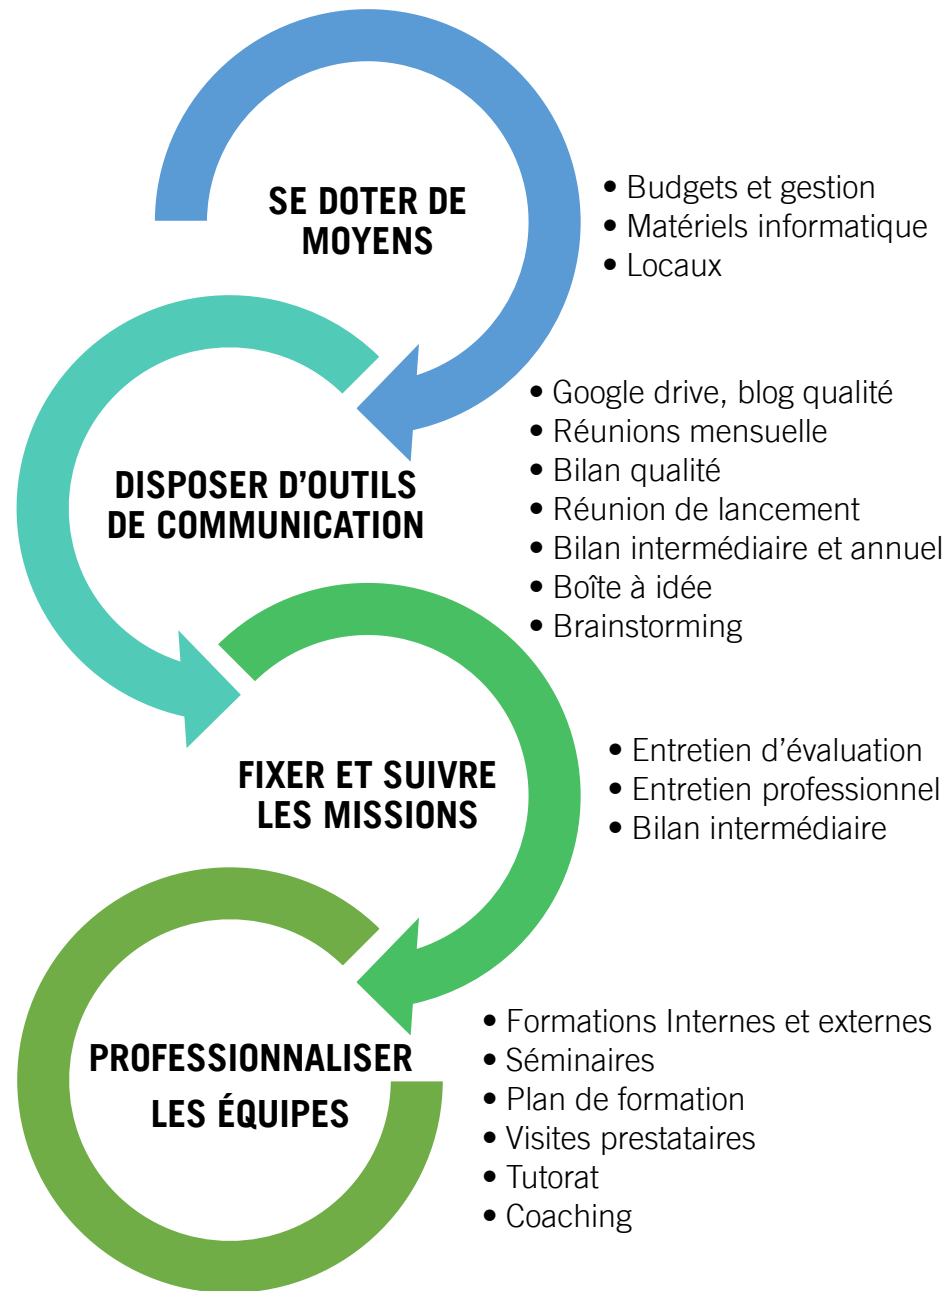 SE DOTER DE
MOYENS
• Budgets et gestion
• Matériels informatique
• Locaux
DISPOSER D’OUTILS
DE COMMUNICATION
• Google drive, blog qualité
• Réunions mensuelle
• Bilan qualité
• Réunion de lancement
• Bilan intermédiaire et annuel
• Boîte à idée
• Brainstorming
FIXER ET SUIVRE
LES MISSIONS
• Entretien d’évaluation
• Entretien professionnel
• Bilan intermédiaire
PROFESSIONNALISER
LES ÉQUIPES
• Formations Internes et externes
• Séminaires
• Plan de formation
• Visites prestataires
• Tutorat
• Coaching